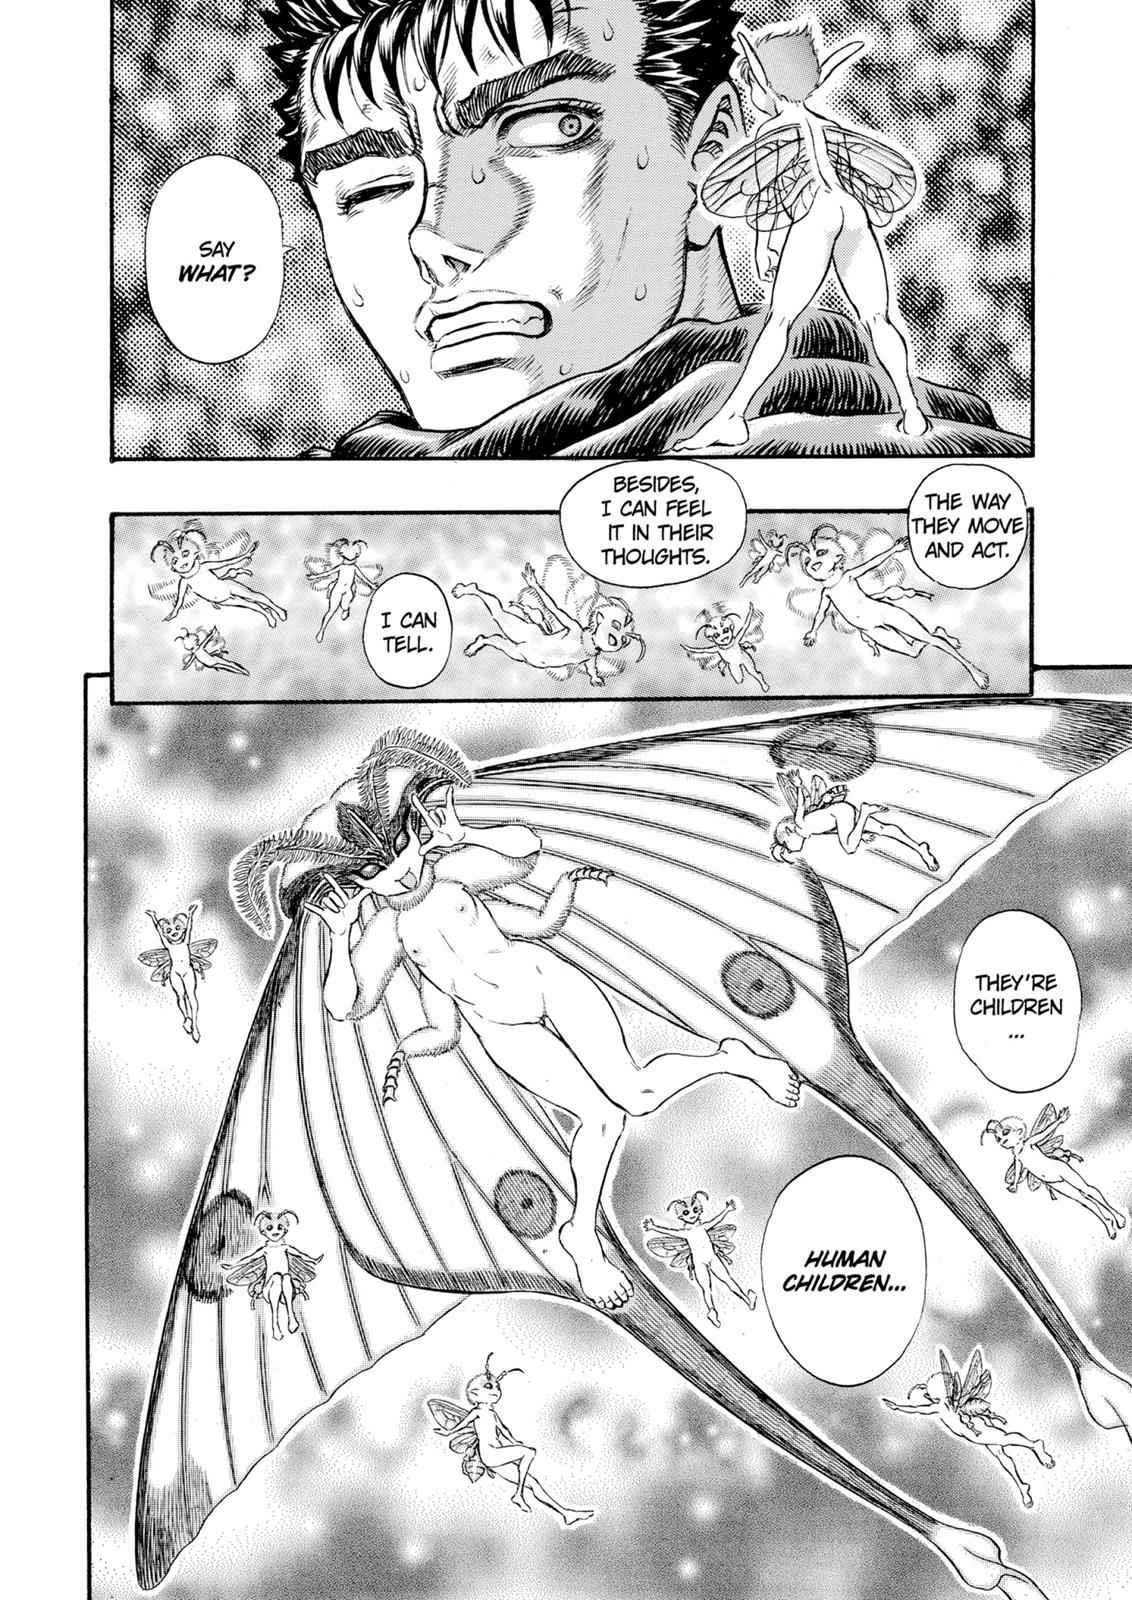 SAY
WHAT?
THE WAY
THEY MOVE
AND ACT.
BESIDES,
I CAN FEEL
IT IN THEIR
THOUGHTS.
I CAN
TELL.
THEY'RE
CHILDREN
...
HUMAN
CHILDREN...